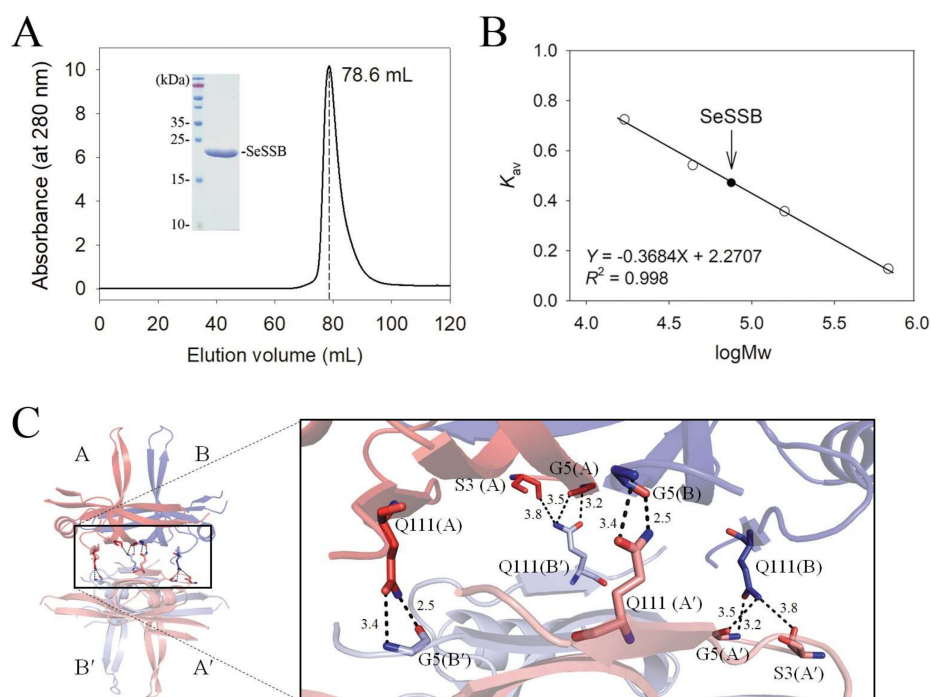 A
Absorbance (at 280 nm)
10
8
6
4
2
0
0
20
40
60
80
100
120
Elution volume (mL)
78.6 mL
(kDa)
35-
25-
15-
10-
-SeSSB
B
Kav
1.0
0.8
0.6
0.4
0.2
0.0
4.0
4.5
5.0
5.5
6.0
logMw
SeSSB
Y = -0.3684X + 2.2707
R² = 0.998
C
A
B
B′
A′
S3 (A)
G5(A)
G5(B)
3.8
3.5
3.2
3.4
2.5
Q111(A)
Q111(B′)
Q111 (A′)
Q111(B)
3.4
2.5
G5(B′)
3.5
3.2
3.8
G5(A′)
S3(A′)